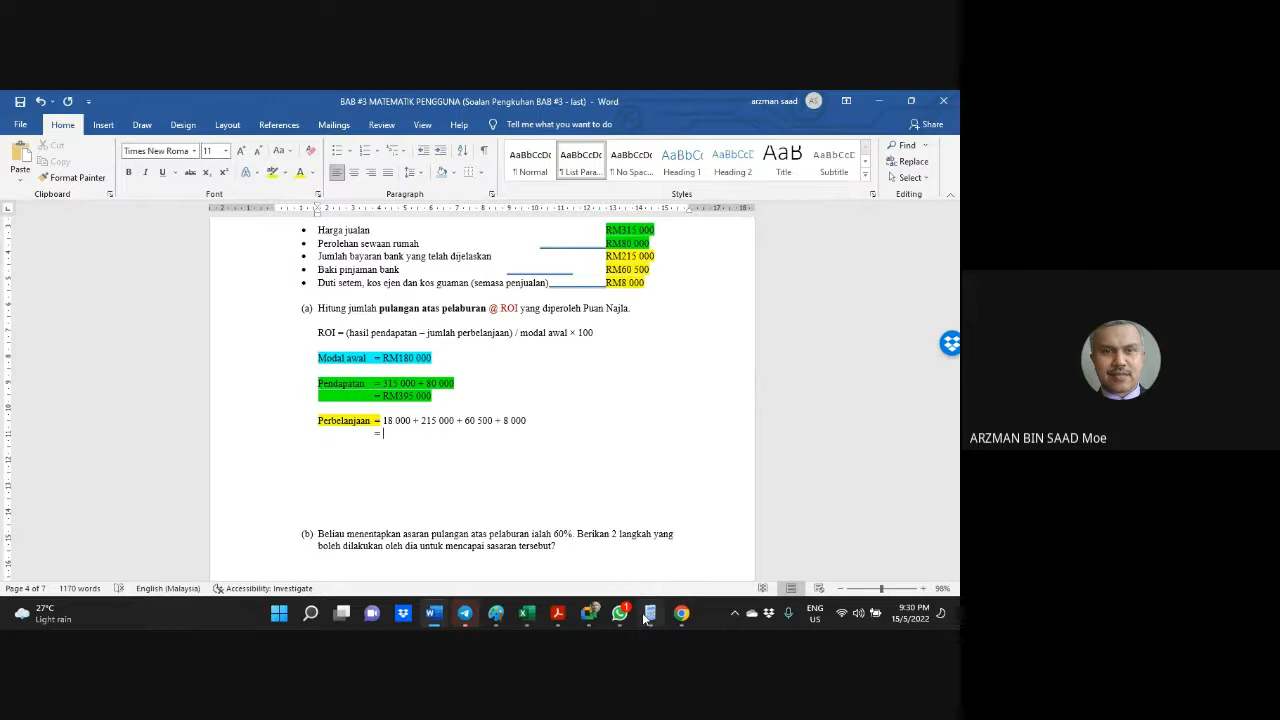 BAB #3 MATEMATIK PENGGUNA (Soalan Pengkuhan BAB #3 - last) - Word
arzman saad AS
File Home Insert Draw Design Layout References Mailings Review View Help Tell me what you want to do Share
Paste Cut Copy Format Painter
Times New Roma 11
AaBbCcDc AaBbCcDc AaBbCcDc AaBbCc AaBbCcD AaB AaBbCcD
¶ Normal ¶ List Para... ¶ No Spac... Heading 1 Heading 2 Title Subtitle
Find Replace Select
Clipboard Font Paragraph Styles Editing
• Harga jualan RM315 000
• Perolehan sewaan rumah RM80 000
• Jumlah bayaran bank yang telah dijelaskan RM215 000
• Baki pinjaman bank RM60 500
• Duti setem, kos ejen dan kos guaman (semasa penjualan) RM8 000
(a) Hitung jumlah pulangan atas pelaburan @ ROI yang diperoleh Puan Najla.
ROI = (hasil pendapatan – jumlah perbelanjaan) / modal awal × 100
Modal awal = RM180 000
Pendapatan = 315 000 + 80 000
= RM395 000
Perbelanjaan = 18 000 + 215 000 + 60 500 + 8 000
=
(b) Beliau menentapkan asaran pulangan atas pelaburan ialah 60%. Berikan 2 langkah yang
boleh dilakukan oleh dia untuk mencapai sasaran tersebut?
Page 4 of 7 1170 words English (Malaysia) Accessibility: Investigate 98%
27°C
Light rain
ENG
US
9:30 PM
15/5/2022
ARZMAN BIN SAAD Moe